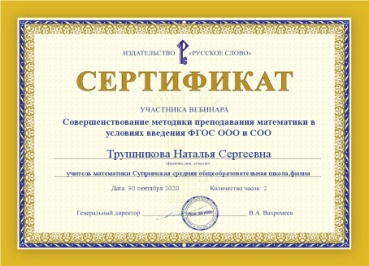 ИЗДАТЕЛЬСТВО «РУССКОЕ СЛОВО»
СЕРТИФИКАТ
УЧАСТНИКА ВЕБИНАРА
Совершенствование методики преподавания математики в
условиях введения ФГОС ООО и СОО
Трушникова Наталья Сергеевна
учитель математики Супринская средняя общеобразовательная школа,филиал
Дата: 30 сентября 2020 Количество часов: 2
Генеральный директор В.А. Вахромеев